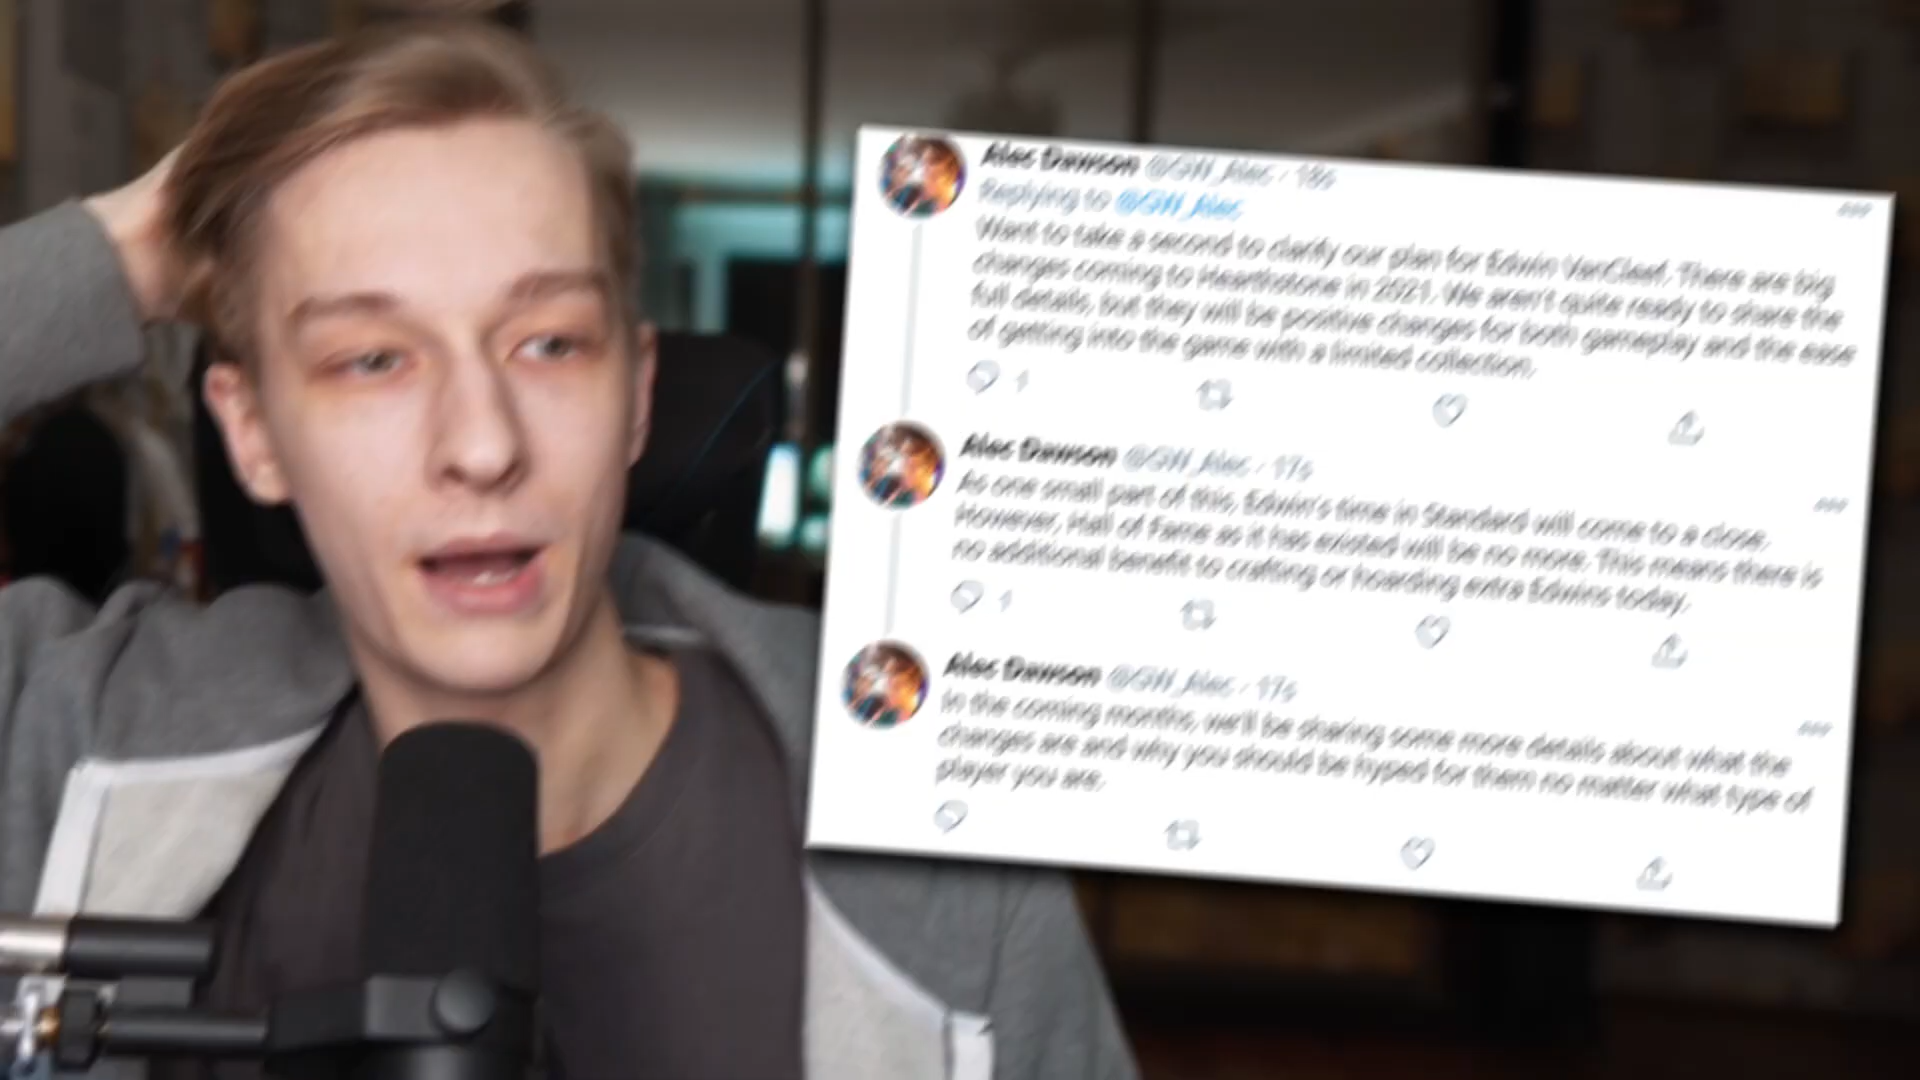 Alec Dawson @GW_Alec · 18s
Replying to @GW_Alec
Want to take a second to clarify our plan for Edwin VanCleef. There are big
changes coming to Hearthstone in 2021. We aren't quite ready to share the
full details, but they will be positive changes for both gameplay and the ease
of getting into the game with a limited collection.
1
Alec Dawson @GW_Alec · 17s
As one small part of this, Edwin's time in Standard will come to a close.
However, Hall of Fame as it has existed will be no more. This means there is
no additional benefit to crafting or hoarding extra Edwins today.
1
Alec Dawson @GW_Alec · 17s
In the coming months, we'll be sharing some more details about what the
changes are and why you should be hyped for them no matter what type of
player you are.